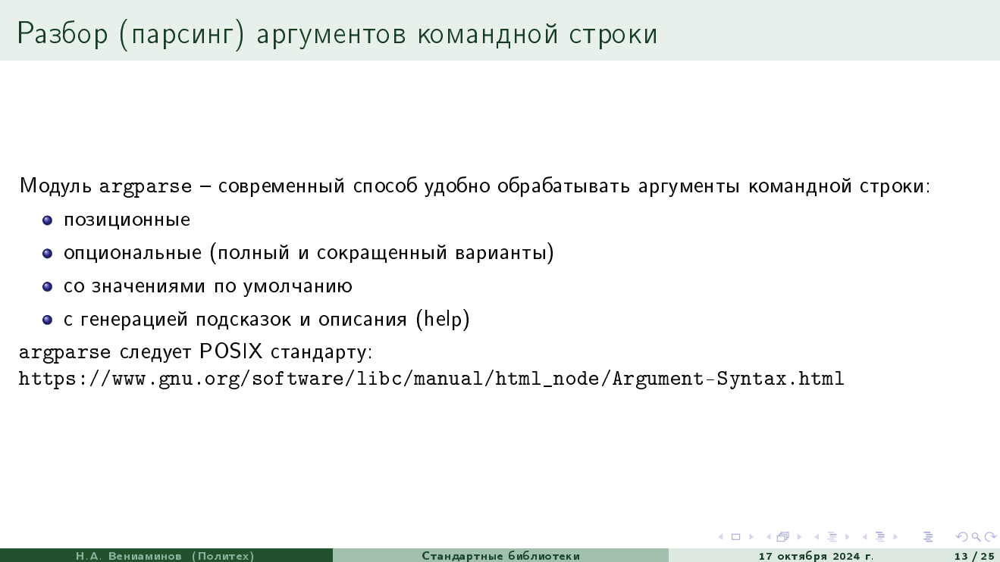 Разбор (парсинг) аргументов командной строки
Модуль argparse – современный способ удобно обрабатывать аргументы командной строки:
позиционные
опциональные (полный и сокращенный варианты)
со значениями по умолчанию
с генерацией подсказок и описания (help)
argparse следует POSIX стандарту:
https://www.gnu.org/software/libc/manual/html_node/Argument-Syntax.html
Н.А. Вениаминов (Политех) Стандартные библиотеки 17 октября 2024 г. 13 / 25